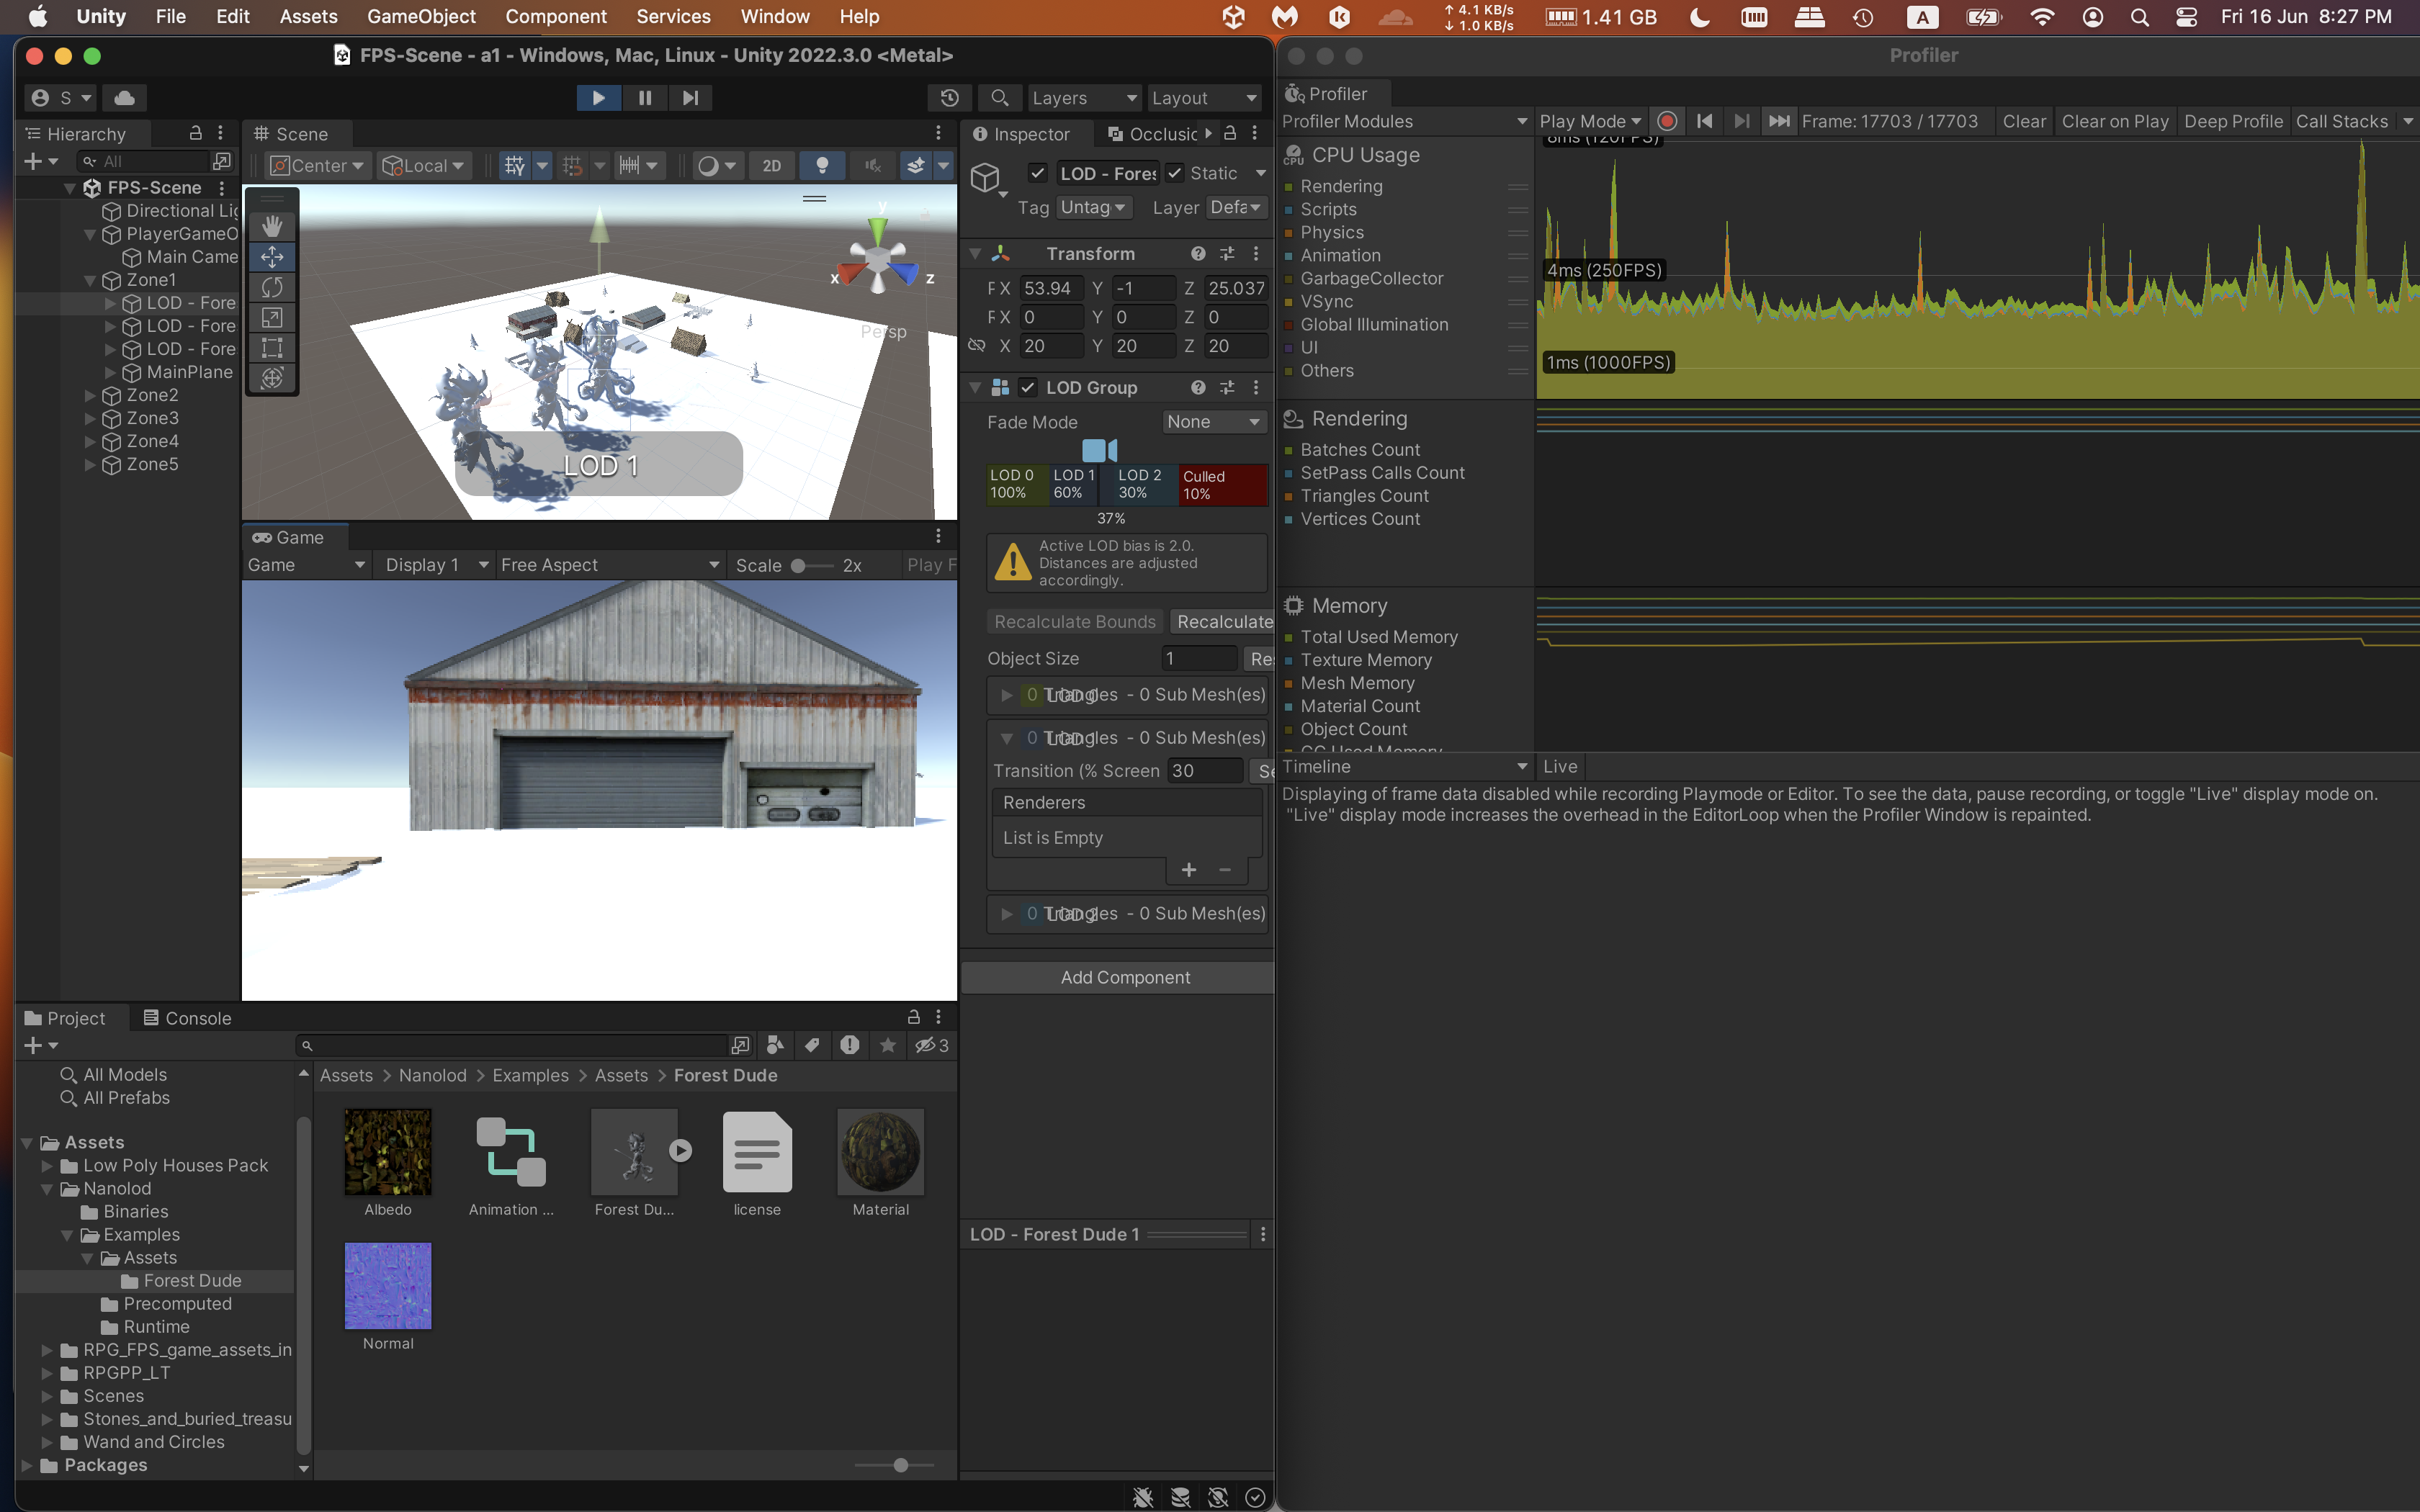 Unity File Edit Assets GameObject Component Services Window Help
↑ 4.1 KB/s
↓ 1.0 KB/s
1.41 GB
A
Fri 16 Jun 8:27 PM
FPS-Scene - a1 - Windows, Mac, Linux - Unity 2022.3.0 <Metal>
S
Layers
Layout
Hierarchy
All
FPS-Scene
Directional Lig
PlayerGameO
Main Came
Zone1
LOD - Fore
LOD - Fore
LOD - Fore
MainPlane
Zone2
Zone3
Zone4
Zone5
Scene
Center
Local
2D
y
x
z
Persp
LOD 1
Game
Game
Display 1
Free Aspect
Scale
2x
Play F
Inspector
Occlusic
LOD - Fores
Static
Tag
Untag
Layer
Defa
Transform
X 53.94 Y -1 Z 25.037
X 0 Y 0 Z 0
X 20 Y 20 Z 20
LOD Group
Fade Mode
None
LOD 0
100%
LOD 1
60%
LOD 2
30%
Culled
10%
37%
Active LOD bias is 2.0.
Distances are adjusted
accordingly.
Recalculate Bounds
Recalculate
Object Size
1
Re
0 Triangles - 0 Sub Mesh(es)
LOD 0
0 Triangles - 0 Sub Mesh(es)
LOD 1
Transition (% Screen
30
Se
Renderers
List is Empty
+ −
0 Triangles - 0 Sub Mesh(es)
LOD 2
Add Component
LOD - Forest Dude 1
Project
Console
3
All Models
All Prefabs
Assets
Low Poly Houses Pack
Nanolod
Binaries
Examples
Assets
Forest Dude
Precomputed
Runtime
RPG_FPS_game_assets_in
RPGPP_LT
Scenes
Stones_and_buried_treasu
Wand and Circles
Packages
Assets > Nanolod > Examples > Assets > Forest Dude
Albedo
Animation ...
Forest Du...
license
Material
Normal
Profiler
Profiler
Profiler Modules
Play Mode
Frame: 17703 / 17703
Clear
Clear on Play
Deep Profile
Call Stacks
CPU Usage
Rendering
Scripts
Physics
Animation
GarbageCollector
VSync
Global Illumination
UI
Others
8ms (120FPS)
4ms (250FPS)
1ms (1000FPS)
Rendering
Batches Count
SetPass Calls Count
Triangles Count
Vertices Count
Memory
Total Used Memory
Texture Memory
Mesh Memory
Material Count
Object Count
GC Used Memory
Timeline
Live
Displaying of frame data disabled while recording Playmode or Editor. To see the data, pause recording, or toggle "Live" display mode on.
"Live" display mode increases the overhead in the EditorLoop when the Profiler Window is repainted.